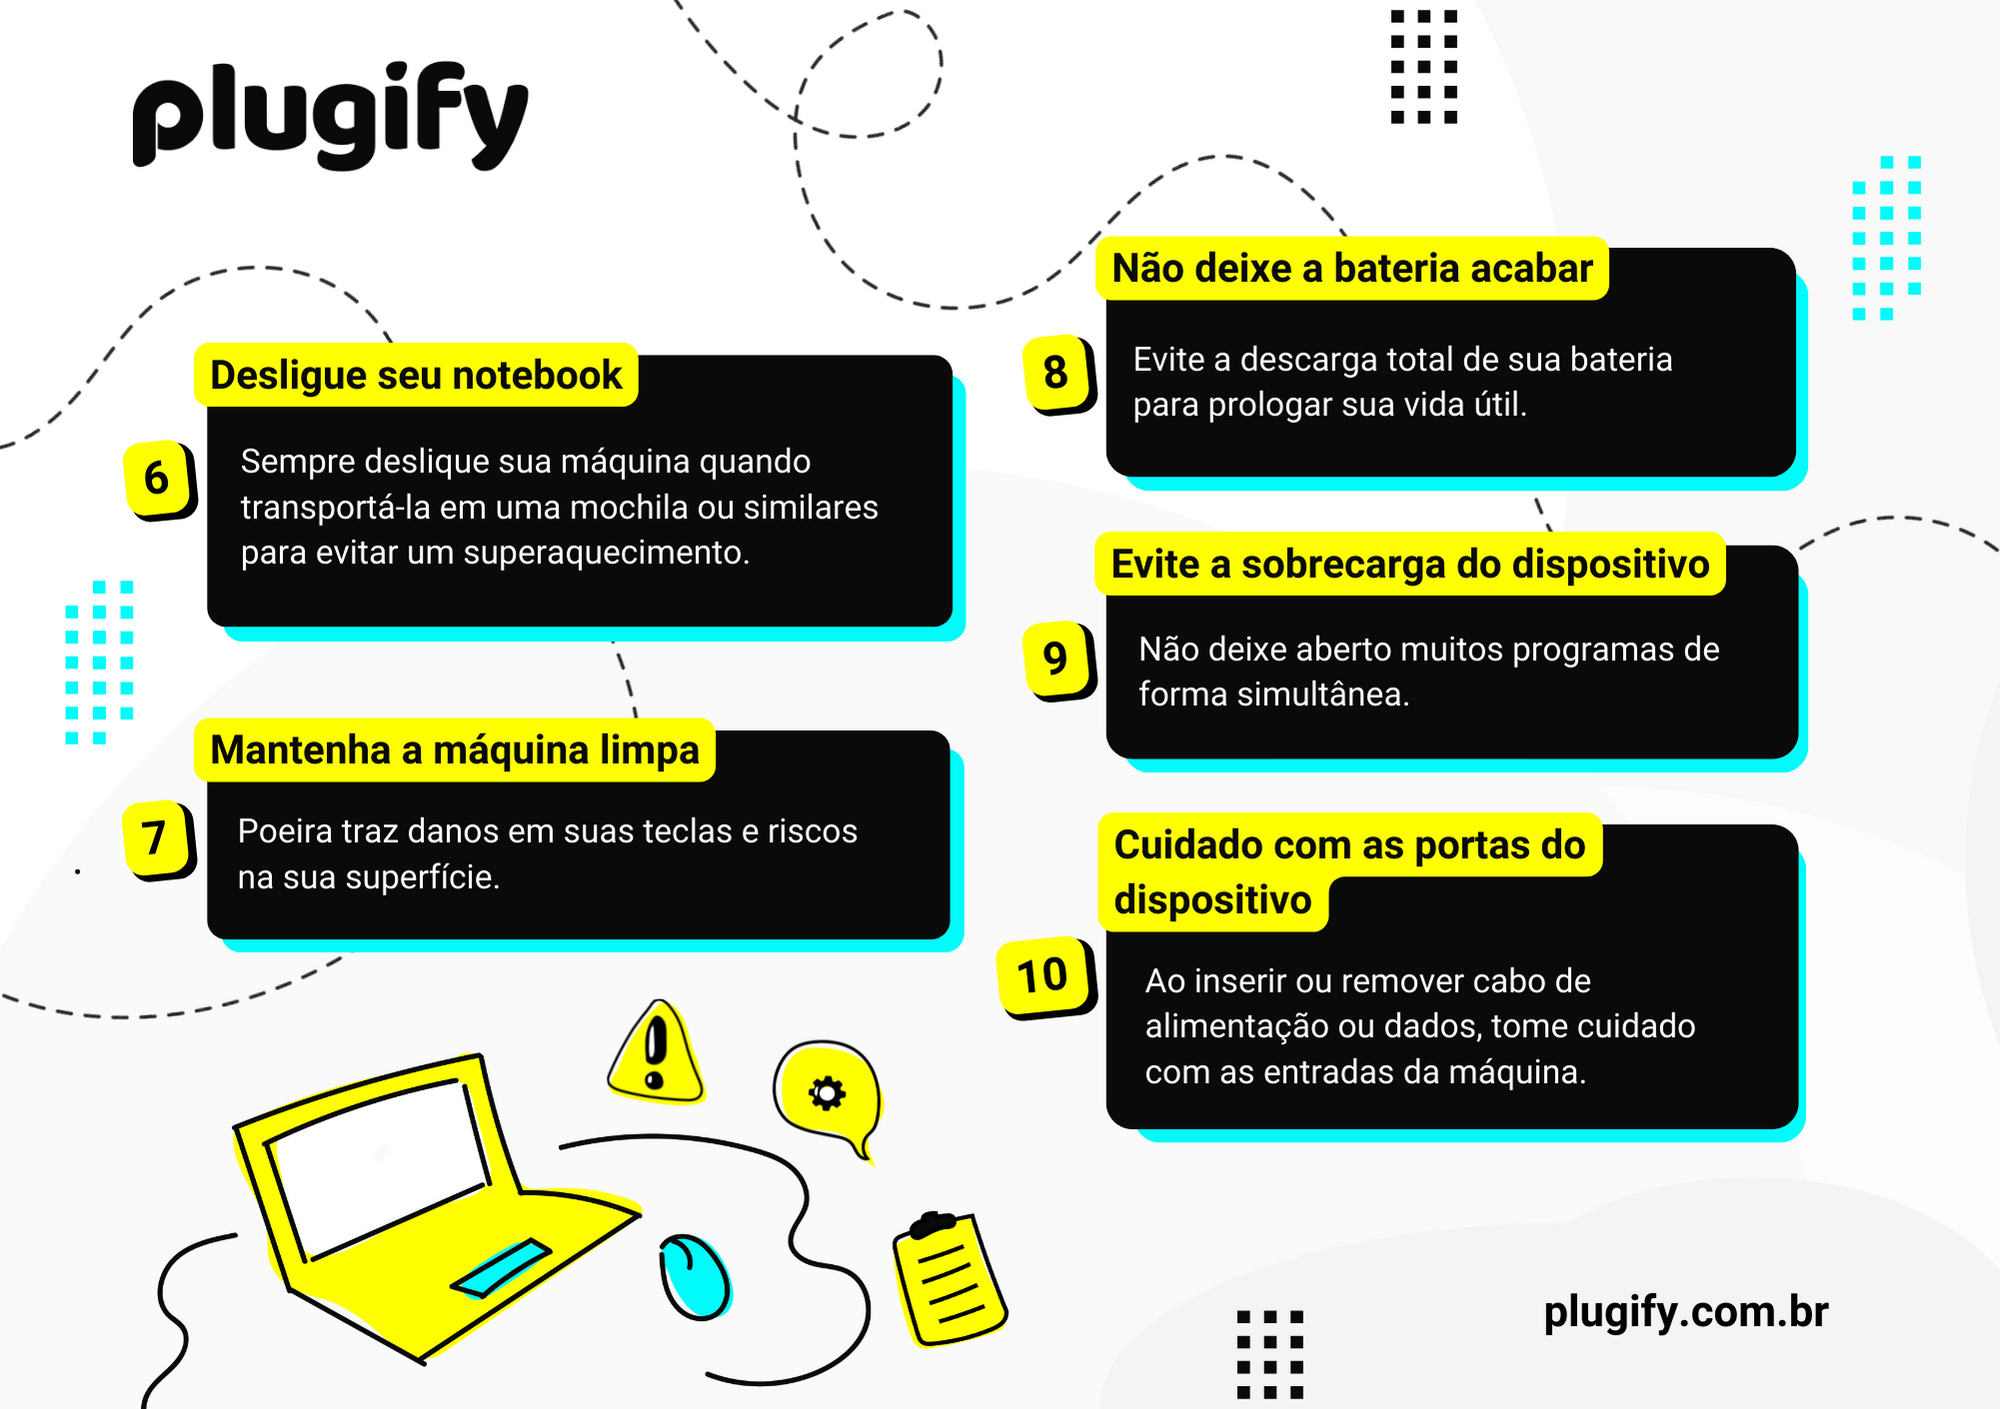 plugify
Desligue seu notebook
6
Sempre deslique sua máquina quando
transportá-la em uma mochila ou similares
para evitar um superaquecimento.
Mantenha a máquina limpa
7
Poeira traz danos em suas teclas e riscos
na sua superfície.
Não deixe a bateria acabar
8
Evite a descarga total de sua bateria
para prologar sua vida útil.
Evite a sobrecarga do dispositivo
9
Não deixe aberto muitos programas de
forma simultânea.
Cuidado com as portas do
dispositivo
10
Ao inserir ou remover cabo de
alimentação ou dados, tome cuidado
com as entradas da máquina.
plugify.com.br